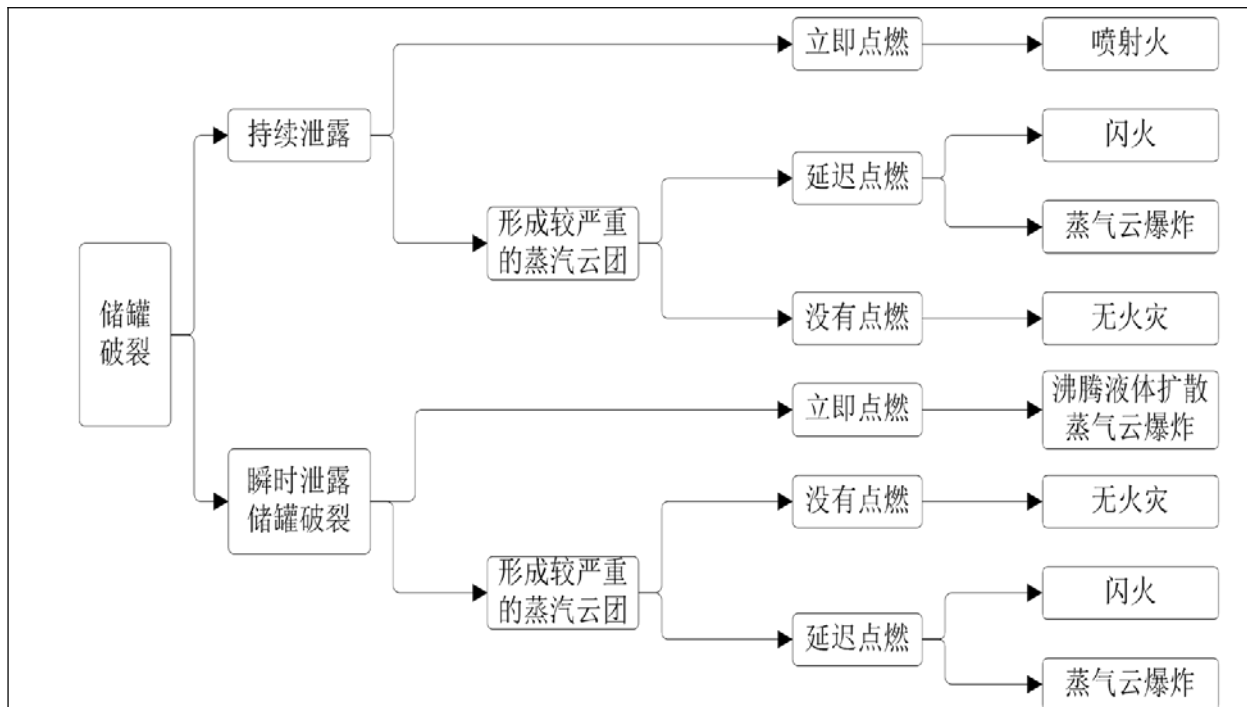 立即点燃
喷射火
持续泄露
闪火
延迟点燃
形成较严重
的蒸汽云团
蒸气云爆炸
储罐
破裂
没有点燃
无火灾
立即点燃
沸腾液体扩散
蒸气云爆炸
瞬时泄露
储罐破裂
没有点燃
无火灾
形成较严重
的蒸汽云团
闪火
延迟点燃
蒸气云爆炸